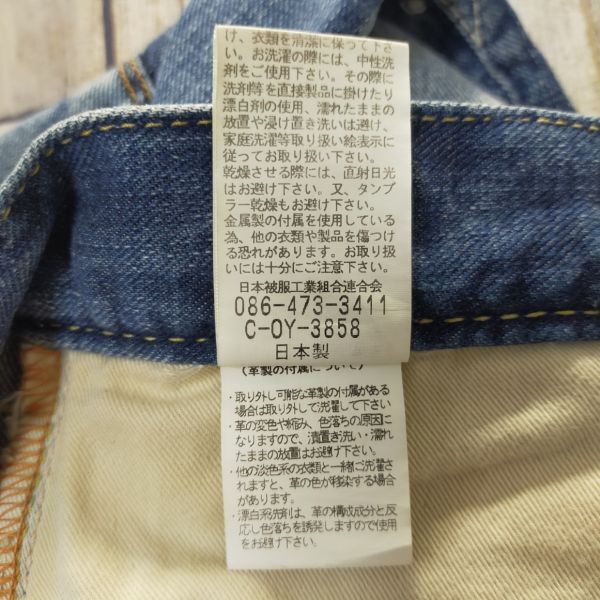 け、衣類を清潔に保って下さ
い。お洗濯の際には、中性洗
剤をご使用下さい。その際に
洗剤等を直接製品に掛けたり
漂白剤の使用、濡れたままの
放置や浸け置き洗いは避け、
家庭洗濯等取り扱い絵表示に
従ってお取り扱い下さい。
乾燥させる際には、直射日光
はお避け下さい。又、タンブ
ラー乾燥もお避け下さい。
金属製の付属を使用している
為、他の衣類や製品を傷つけ
る恐れがあります。お取り扱
いには十分にご注意下さい。
日本被服工業組合連合会
086-473-3411
C-OY-3858
日本製
(革製の付属について)
・取り外し可能な革製の付属がある
場合は取り外して洗濯して下さい
・革の変色や縮み、色落ちの原因に
なりますので、漬置き洗い・濡れ
たままの放置はお避け下さい。
・他の淡色系の衣類と一緒に洗濯さ
れますと、革の色が移染する場合
があります。
・漂白系洗剤は、革の構成成分と反
応し色落ちを誘発しますので使用
をお避け下さい。